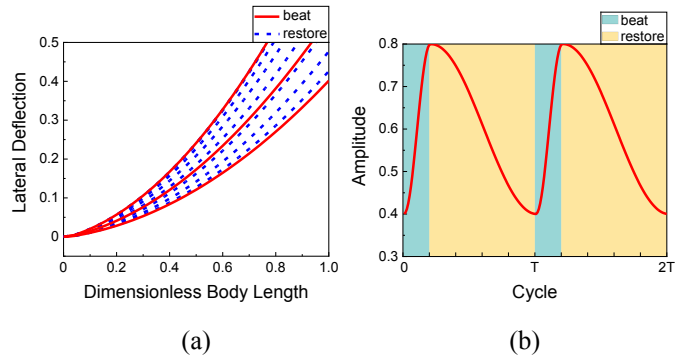 beat
restore
0.5
0.4
0.3
0.2
0.1
0
Lateral Deflection
0 0.2 0.4 0.6 0.8 1.0
Dimensionless Body Length
(a)
beat
restore
0.8
0.7
0.6
0.5
0.4
0.3
Amplitude
0 T 2T
Cycle
(b)